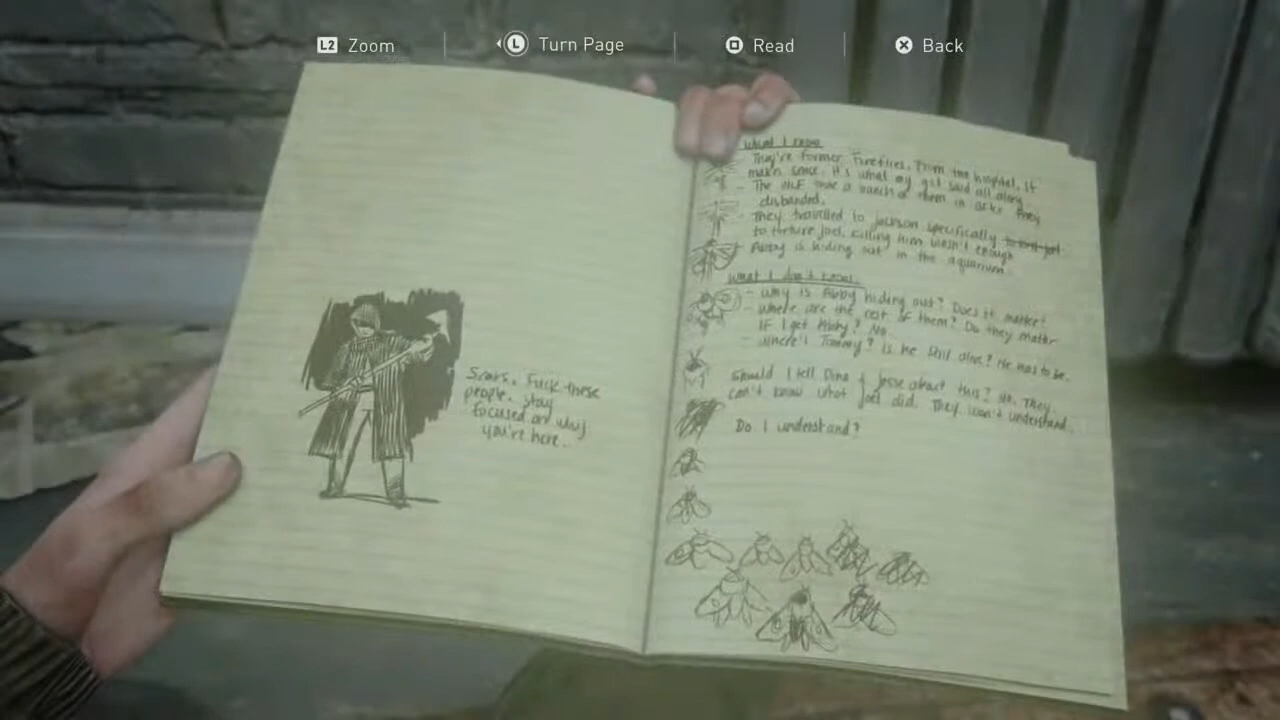 L2 Zoom
L Turn Page
Read
Back
Scars. Fuck these
people. Stay
focused on why
you're here.
What I know
They're former Fireflies. From the hospital. It
makes sense. It's what my gut said all along.
- The WLF took a bunch of them in after they
disbanded.
- They travelled to Jackson specifically
to torture Joel. Killing him wasn't enough
- Abby is hiding out in the aquarium
What I don't know
- Why is Abby hiding out? Does it matter?
- Where are the rest of them? Do they matter
If I get Abby? No.
- Where's Tommy? Is he still alive? He has to be.
Should I tell Dina & Jesse about this? No. They
can't know what Joel did. They won't understand.
Do I understand?